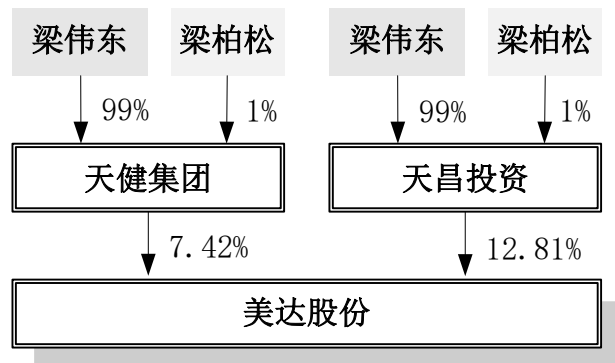 梁伟东 梁柏松 梁伟东 梁柏松
99% 1% 99% 1%
天健集团 天昌投资
7.42% 12.81%
美达股份